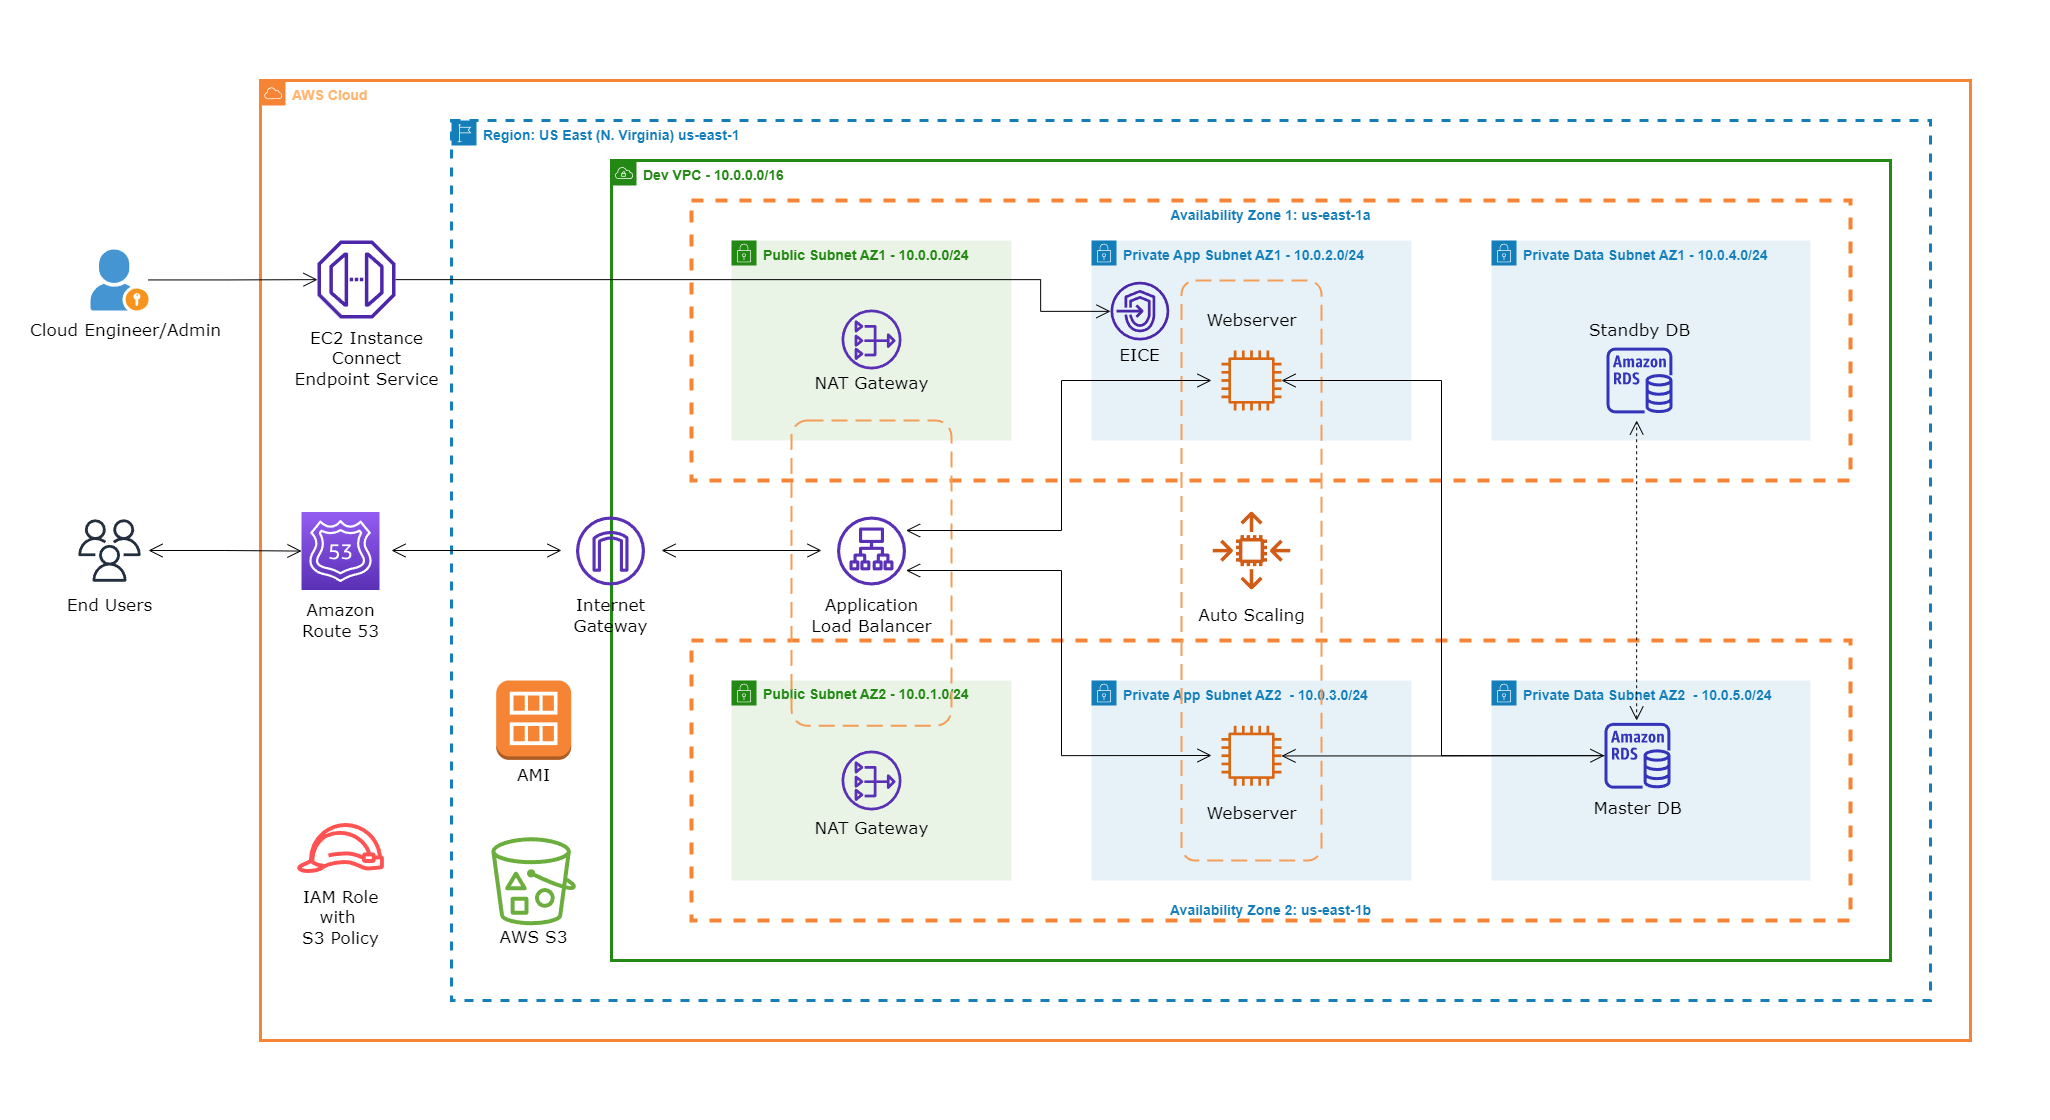 AWS Cloud
Region: US East (N. Virginia) us-east-1
Dev VPC - 10.0.0.0/16
Availability Zone 1: us-east-1a
Public Subnet AZ1 - 10.0.0.0/24
Private App Subnet AZ1 - 10.0.2.0/24
Private Data Subnet AZ1 - 10.0.4.0/24
Cloud Engineer/Admin
EC2 Instance
Connect
Endpoint Service
NAT Gateway
EICE
Webserver
Standby DB
Amazon
RDS
End Users
53
Amazon
Route 53
Internet
Gateway
Application
Load Balancer
Auto Scaling
Public Subnet AZ2 - 10.0.1.0/24
Private App Subnet AZ2  - 10.0.3.0/24
Private Data Subnet AZ2  - 10.0.5.0/24
AMI
NAT Gateway
Webserver
Amazon
RDS
Master DB
IAM Role
with
S3 Policy
AWS S3
Availability Zone 2: us-east-1b